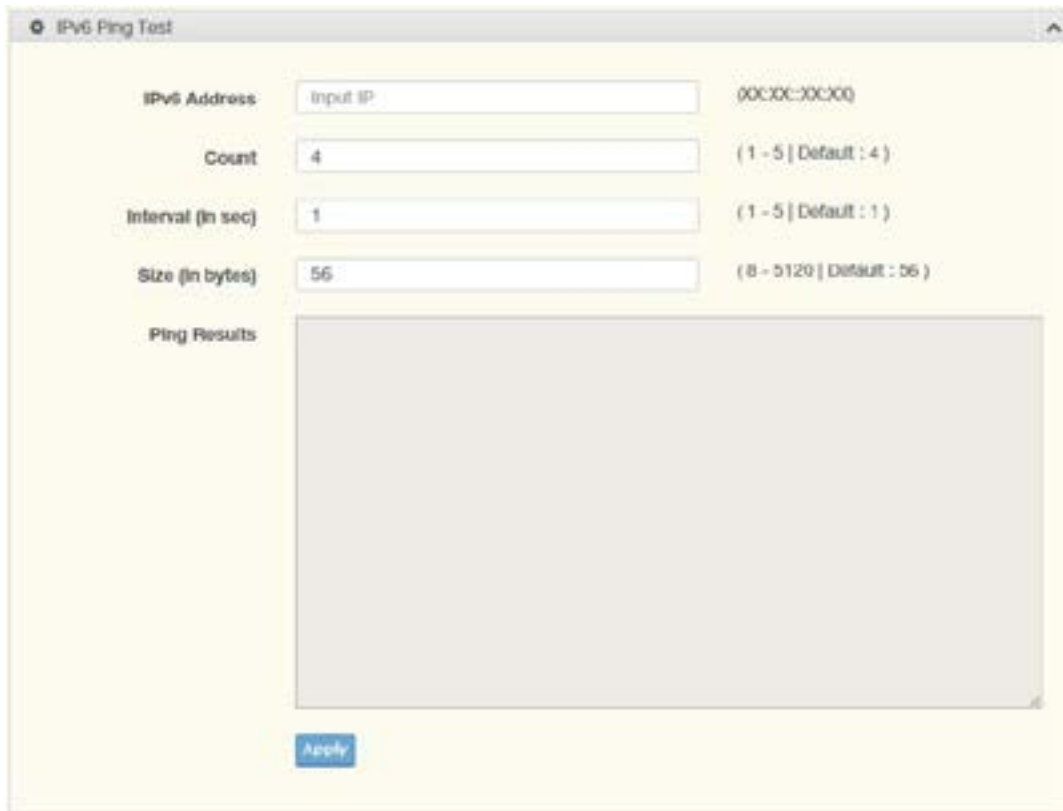 IPv6 Ping Test
IPv6 Address Input IP (XX:XX::XX:XX)
Count 4 ( 1 - 5 | Default : 4 )
Interval (in sec) 1 ( 1 - 5 | Default : 1 )
Size (in bytes) 56 ( 8 - 5120 | Default : 56 )
Ping Results
Apply